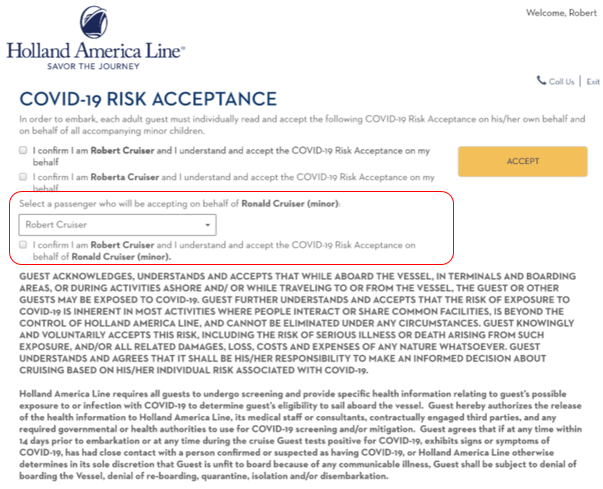 Welcome, Robert
Holland America Line®
SAVOR THE JOURNEY
Call Us | Exit
COVID-19 RISK ACCEPTANCE
In order to embark, each adult guest must individually read and accept the following COVID-19 Risk Acceptance on his/her own behalf and
on behalf of all accompanying minor children.
I confirm I am Robert Cruiser and I understand and accept the COVID-19 Risk Acceptance on my
behalf
ACCEPT
I confirm I am Roberta Cruiser and I understand and accept the COVID-19 Risk Acceptance on my
behalf
Select a passenger who will be accepting on behalf of Ronald Cruiser (minor):
Robert Cruiser
I confirm I am Robert Cruiser and I understand and accept the COVID-19 Risk Acceptance on
behalf of Ronald Cruiser (minor).
GUEST ACKNOWLEDGES, UNDERSTANDS AND ACCEPTS THAT WHILE ABOARD THE VESSEL, IN TERMINALS AND BOARDING
AREAS, OR DURING ACTIVITIES ASHORE AND/ OR WHILE TRAVELING TO OR FROM THE VESSEL, THE GUEST OR OTHER
GUESTS MAY BE EXPOSED TO COVID-19. GUEST FURTHER UNDERSTANDS AND ACCEPTS THAT THE RISK OF EXPOSURE TO
COVID-19 IS INHERENT IN MOST ACTIVITIES WHERE PEOPLE INTERACT OR SHARE COMMON FACILITIES, IS BEYOND THE
CONTROL OF HOLLAND AMERICA LINE, AND CANNOT BE ELIMINATED UNDER ANY CIRCUMSTANCES. GUEST KNOWINGLY
AND VOLUNTARILY ACCEPTS THIS RISK, INCLUDING THE RISK OF SERIOUS ILLNESS OR DEATH ARISING FROM SUCH
EXPOSURE, AND/OR ALL RELATED DAMAGES, LOSS, COSTS AND EXPENSES OF ANY NATURE WHATSOEVER. GUEST
UNDERSTANDS AND AGREES THAT IT SHALL BE HIS/HER RESPONSIBILITY TO MAKE AN INFORMED DECISION ABOUT
CRUISING BASED ON HIS/HER INDIVIDUAL RISK ASSOCIATED WITH COVID-19.
Holland America Line requires all guests to undergo screening and provide specific health information relating to guest's possible
exposure to or infection with COVID-19 to determine guest's eligibility to sail aboard the vessel. Guest hereby authorizes the release
of the health information to Holland America Line, its medical staff or consultants, contractually engaged third parties, and any
required governmental or health authorities to use for COVID-19 screening and/or mitigation. Guest agrees that if at any time within
14 days prior to embarkation or at any time during the cruise Guest tests positive for COVID-19, exhibits signs or symptoms of
COVID-19, has had close contact with a person confirmed or suspected as having COVID-19, or Holland America Line otherwise
determines in its sole discretion that Guest is unfit to board because of any communicable illness, Guest shall be subject to denial of
boarding the Vessel, denial of re-boarding, quarantine, isolation and/or disembarkation.